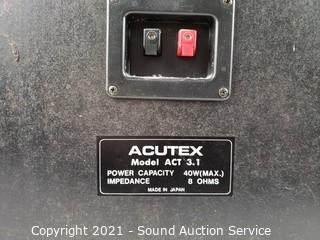 ACUTEX
Model ACT 3.1
POWER CAPACITY 40W(MAX.)
IMPEDANCE 8 OHMS
MADE IN JAPAN
Copyright 2021 - Sound Auction Service